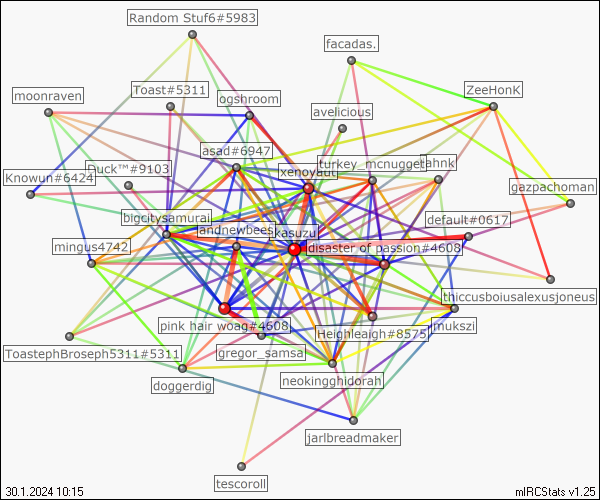 Random Stuf6#5983
facadas.
moonraven
Toast#5311
ogshroom
ZeeHonK
avelicious
asad#6947
xenoyaut
turkey_mcnugget
tahnk
Duck™#9103
Knowun#6424
gazpachoman
bigcitysamurai
andnewbees
kasuzu
default#0617
mingus4742
disaster of passion#4608
thiccusboiusalexusjoneus
pink hair woag#4608
Heighleaigh#8575
jmukszi
ToastephBroseph5311#5311
gregor_samsa
doggerdig
neokingghidorah
jarlbreadmaker
tescoroll
30.1.2024 10:15
mIRCStats v1.25